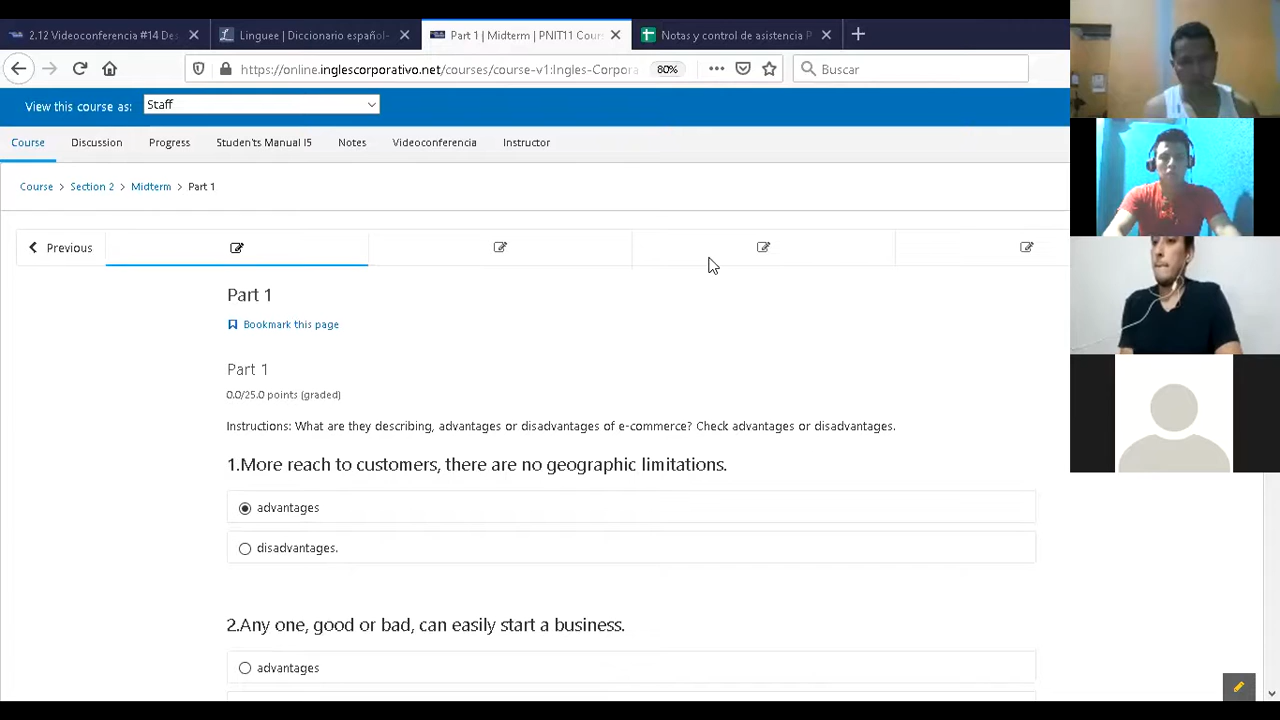 2.12 Videoconferencia #14 Des
Linguee | Diccionario español-
Part 1 | Midterm | PNIT11 Cour
Notas y control de asistencia P
https://online.inglescorporativo.net/courses/course-v1:Ingles-Corpora
80%
Buscar
View this course as:
Staff
Course
Discussion
Progress
Studen'ts Manual I5
Notes
Videoconferencia
Instructor
Course > Section 2 > Midterm > Part 1
Previous
Part 1
Bookmark this page
Part 1
0.0/25.0 points (graded)
Instructions: What are they describing, advantages or disadvantages of e-commerce? Check advantages or disadvantages.
1.More reach to customers, there are no geographic limitations.
advantages
disadvantages.
2.Any one, good or bad, can easily start a business.
advantages